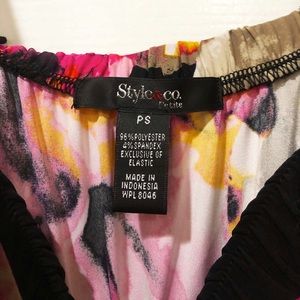 Style&co.
Petite
PS
96%POLYESTER
4%SPANDEX
EXCLUSIVE OF
ELASTIC
MADE IN
INDONESIA
WPL 8046